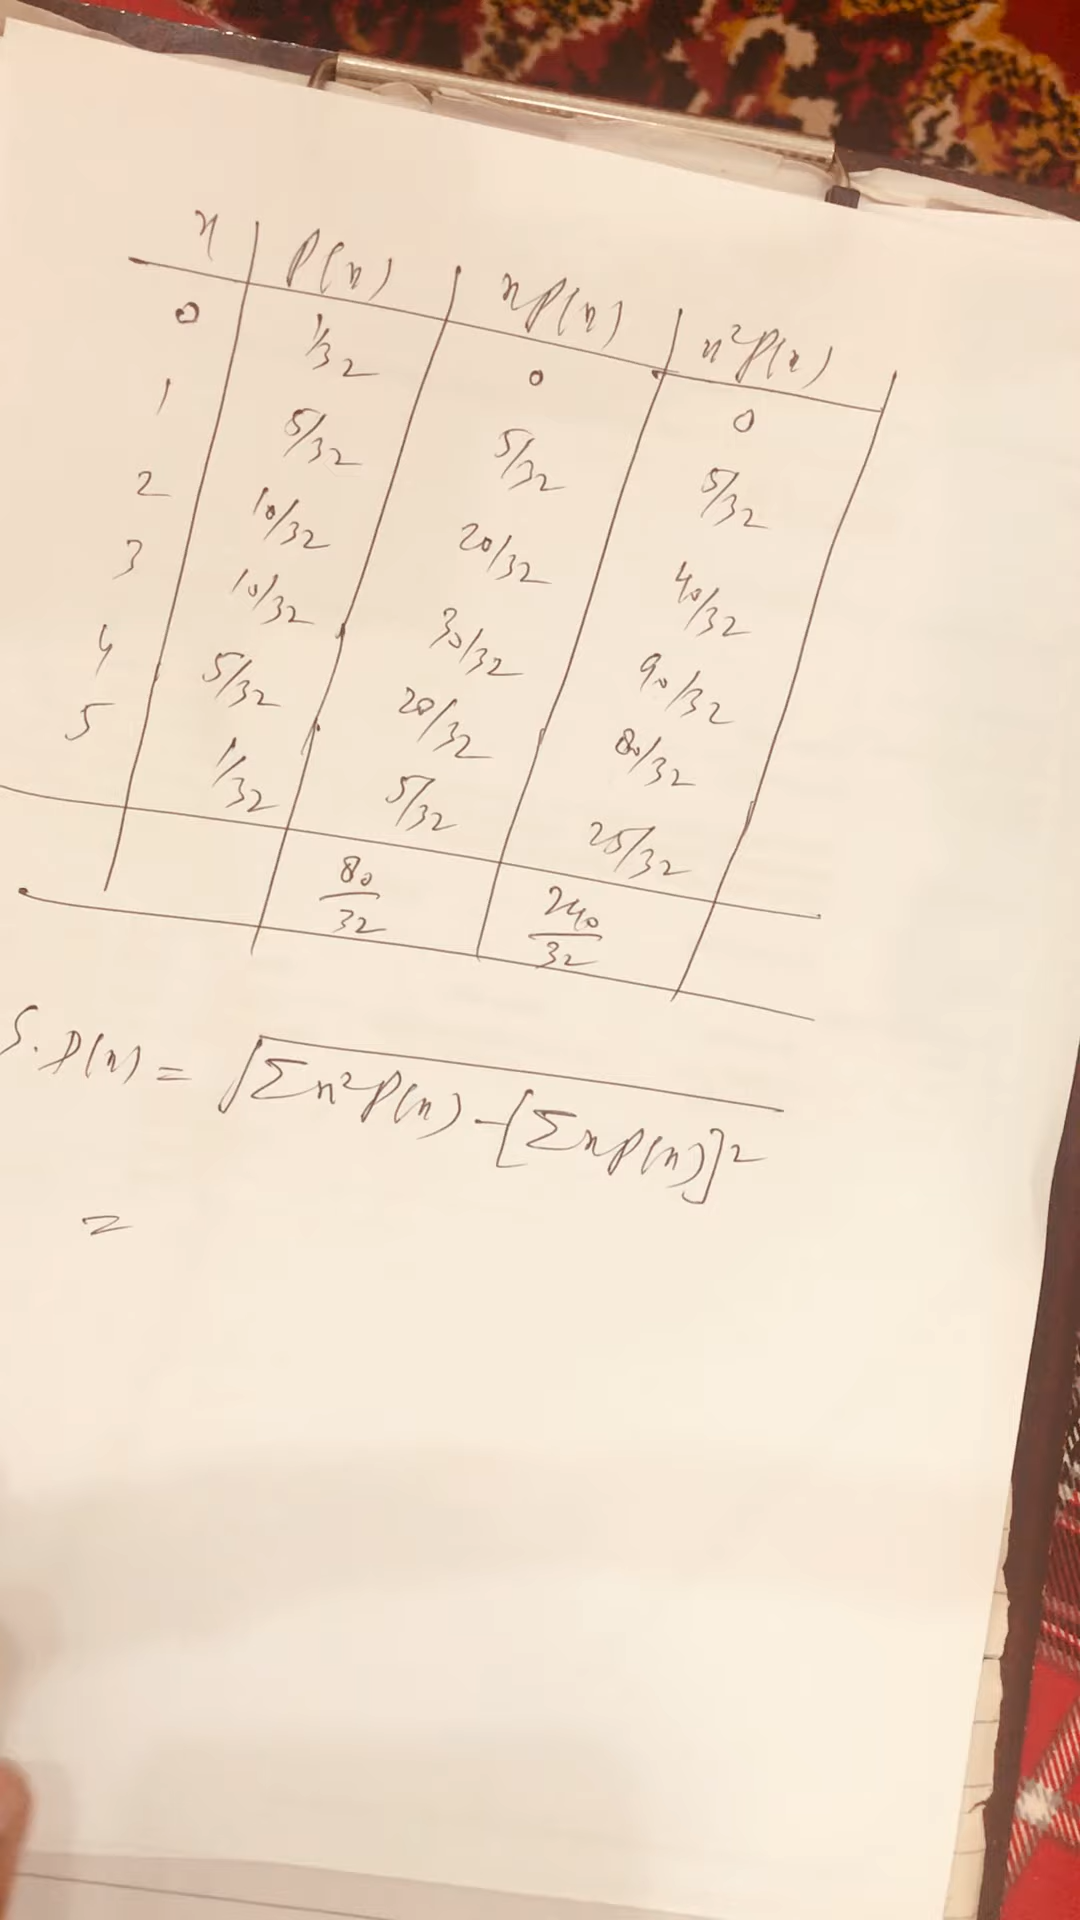 x P(x) xP(x) x²P(x)
0 1/32 0 0
1 5/32 5/32 5/32
2 10/32 20/32 40/32
3 10/32 30/32 90/32
4 5/32 20/32 80/32
5 1/32 5/32 25/32
80/32 240/32
S.D(x) = √Σx²P(x) - [ΣxP(x)]²
=